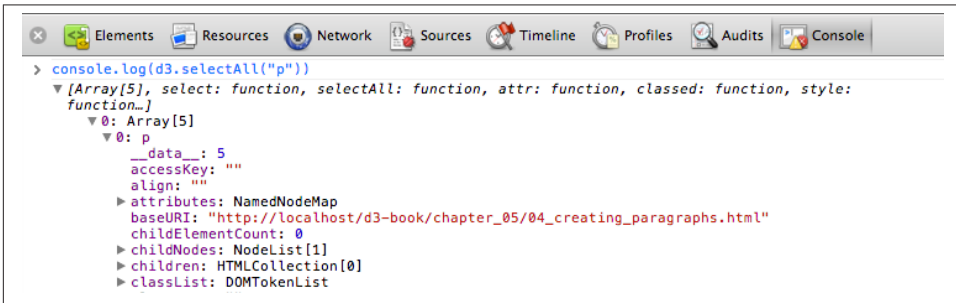 Elements Resources Network Sources Timeline Profiles Audits Console
> console.log(d3.selectAll("p"))
▼[Array[5], select: function, selectAll: function, attr: function, classed: function, style:
function…]
▼0: Array[5]
▼0: p
__data__: 5
accessKey: ""
align: ""
▶attributes: NamedNodeMap
baseURI: "http://localhost/d3-book/chapter_05/04_creating_paragraphs.html"
childElementCount: 0
▶childNodes: NodeList[1]
▶children: HTMLCollection[0]
▶classList: DOMTokenList